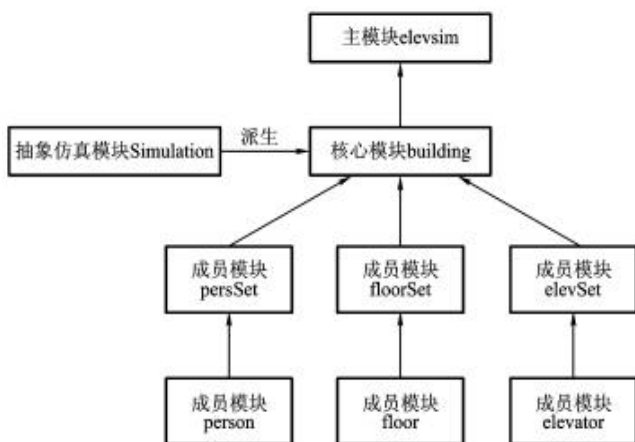 主模块elevsim
派生
抽象仿真模块Simulation
核心模块building
成员模块
persSet
成员模块
floorSet
成员模块
elevSet
成员模块
person
成员模块
floor
成员模块
elevator